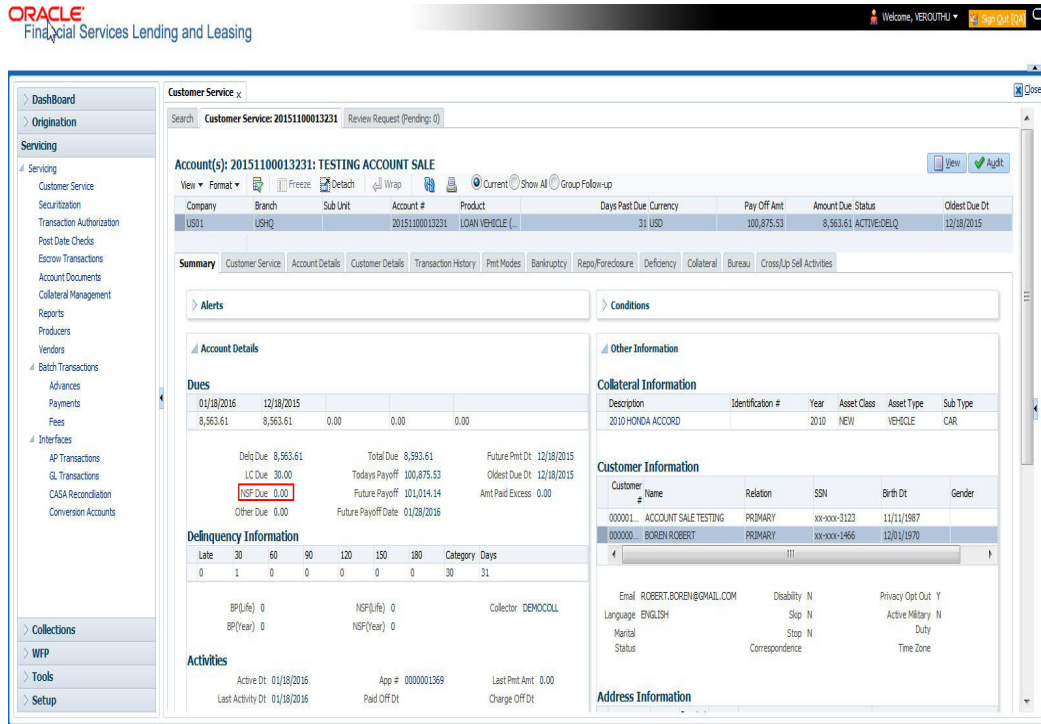 ORACLE'
Financial Services Lending and Leasing
Welcome, VEROUTHU
Sign Out [QA]
Close
DashBoard
Origination
Servicing
Servicing
Customer Service
Securitization
Transaction Authorization
Post Date Checks
Escrow Transactions
Account Documents
Collateral Management
Reports
Producers
Vendors
Batch Transactions
Advances
Payments
Fees
Interfaces
AP Transactions
GL Transactions
CASA Reconciliation
Conversion Accounts
Collections
WFP
Tools
Setup
Customer Service x
Search Customer Service: 20151100013231 Review Request (Pending: 0)
Account(s): 20151100013231: TESTING ACCOUNT SALE
View Audit
View Format Freeze Detach Wrap Current Show All Group Follow-up
Company Branch Sub Unit Account # Product Days Past Due Currency Pay Off Amt Amount Due Status Oldest Due Dt
US01 USHQ 20151100013231 LOAN VEHICLE (... 31 USD 100,875.53 8,563.61 ACTIVE:DELQ 12/18/2015
Summary Customer Service Account Details Customer Details Transaction History Pmt Modes Bankruptcy Repo/Foreclosure Deficiency Collateral Bureau Cross/Up Sell Activities
Alerts
Account Details
Dues
01/18/2016 12/18/2015
8,563.61 8,563.61 0.00 0.00 0.00
Delq Due 8,563.61 Total Due 8,593.61 Future Pmt Dt 12/18/2015
LC Due 30.00 Todays Payoff 100,875.53 Oldest Due Dt 12/18/2015
NSF Due 0.00 Future Payoff 101,014.14 Amt Paid Excess 0.00
Other Due 0.00 Future Payoff Date 01/28/2016
Delinquency Information
Late 30 60 90 120 150 180 Category Days
0 1 0 0 0 0 0 30 31
BP(Life) 0 NSF(Life) 0 Collector DEMOCOLL
BP(Year) 0 NSF(Year) 0
Activities
Active Dt 01/18/2016 App # 0000001369 Last Pmt Amt 0.00
Last Activity Dt 01/18/2016 Paid Off Dt Charge Off Dt
Conditions
Other Information
Collateral Information
Description Identification # Year Asset Class Asset Type Sub Type
2010 HONDA ACCORD 2010 NEW VEHICLE CAR
Customer Information
Customer # Name Relation SSN Birth Dt Gender
000001... ACCOUNT SALE TESTING PRIMARY xx-xxx-3123 11/11/1987
000000... BOREN ROBERT PRIMARY xx-xxx-1466 12/01/1970
Email ROBERT.BOREN@GMAIL.COM Disability N Privacy Opt Out Y
Language ENGLISH Skip N Active Military Duty N
Marital Status Stop Correspondence N Time Zone
Address Information